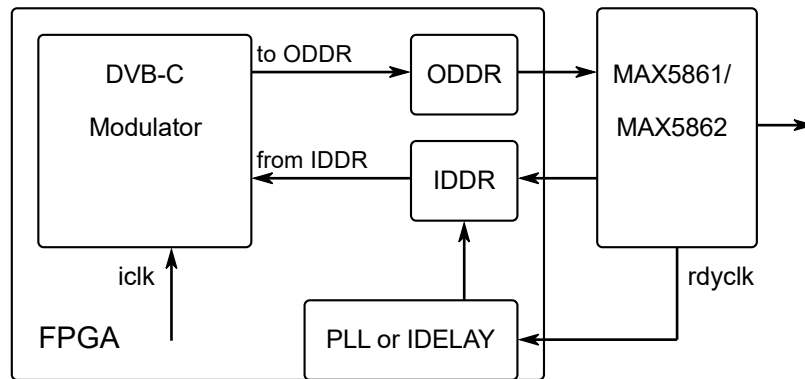 DVB-C
Modulator
to ODDR
ODDR
MAX5861/
MAX5862
from IDDR
IDDR
iclk
rdyclk
FPGA
PLL or IDELAY